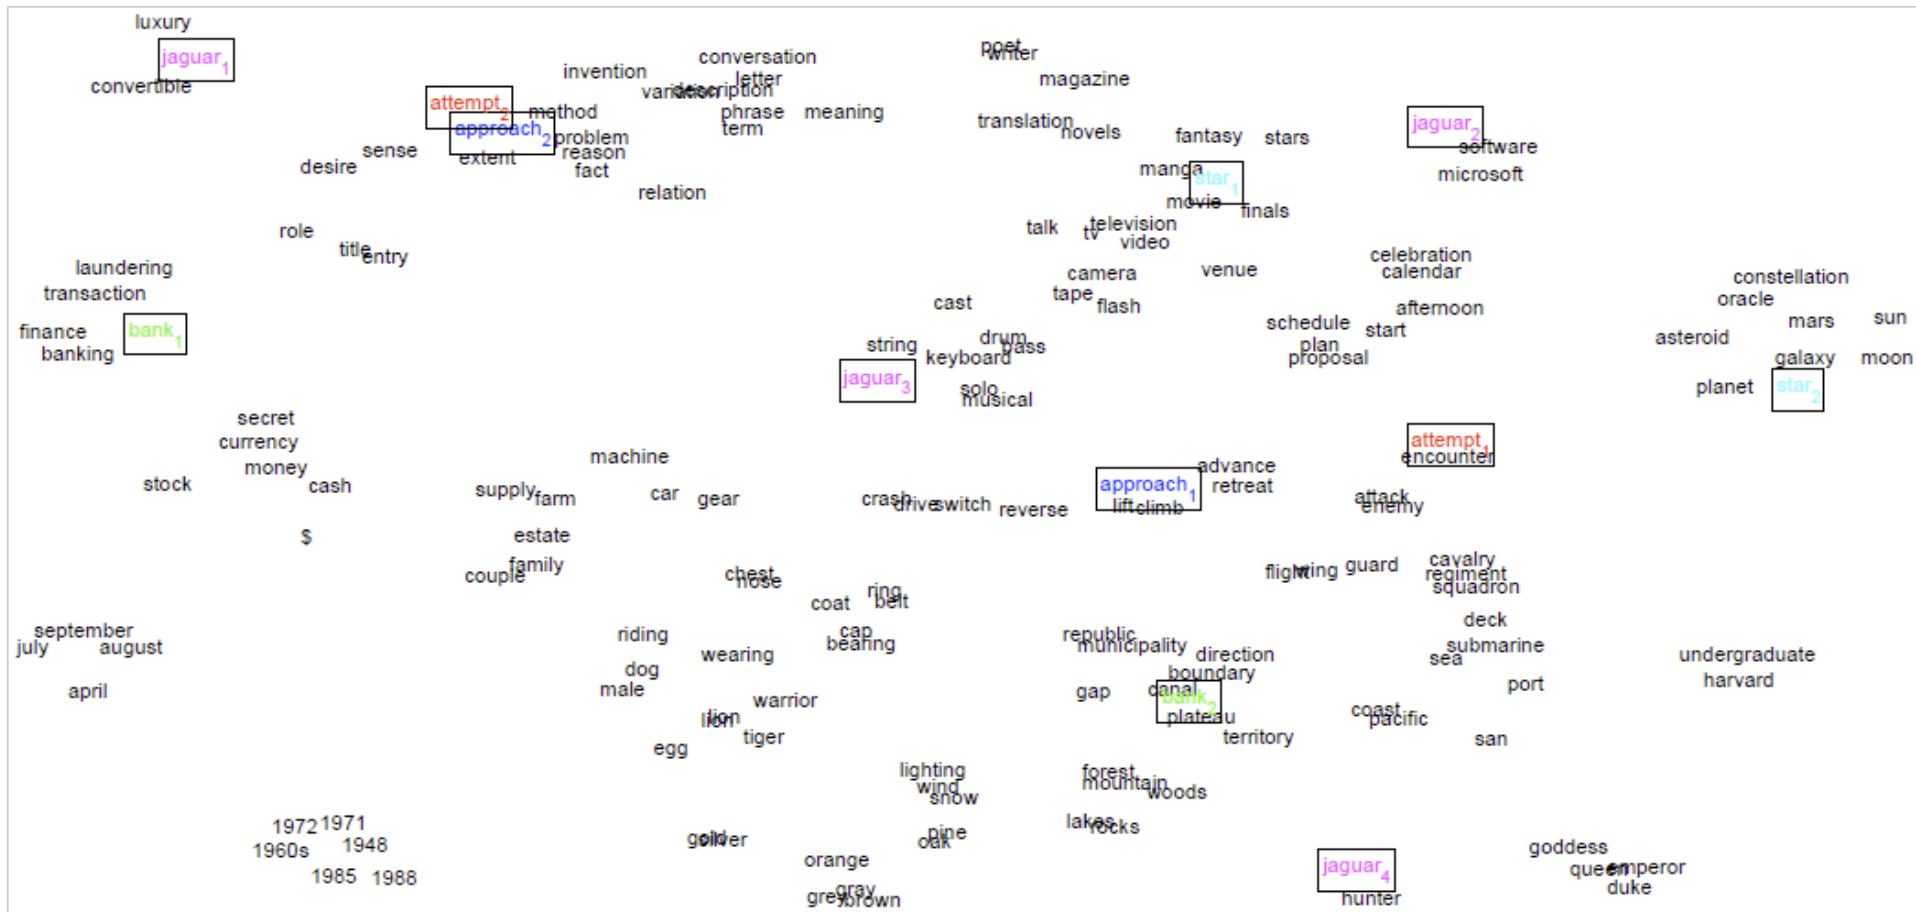 luxury
jaguar1
convertible
poet
writer
conversation
invention
letter
magazine
variation
description
attempt2
method
phrase
meaning
term
approach2
problem
translation
novels
fantasy
stars
jaguar2
software
microsoft
sense
extent
reason
desire
fact
relation
manga
star1
movie
finals
role
title
entry
talk
tv
television
video
celebration
calendar
laundering
transaction
camera
venue
constellation
oracle
tape
flash
cast
afternoon
finance
bank1
banking
schedule
start
plan
proposal
mars
sun
asteroid
galaxy
moon
drum
bass
string
keyboard
jaguar3
solo
musical
planet
star2
secret
currency
money
cash
stock
machine
attempt1
encounter
advance
retreat
approach1
lift
climb
supply
farm
car
gear
crash
drive
switch
reverse
attack
enemy
$
estate
family
couple
chest
nose
flight
wing
guard
cavalry
regiment
squadron
ring
belt
coat
cap
bearing
deck
submarine
sea
september
july
august
april
riding
wearing
dog
male
republic
municipality
direction
boundary
undergraduate
harvard
gap
canal
bank2
plateau
territory
port
coast
pacific
san
warrior
lion
lion
tiger
egg
lighting
wind
snow
forest
mountain
woods
lakes
rocks
1972
1971
1960s
1948
1985
1988
gold
silver
pine
oak
orange
gray
grey
brown
jaguar4
hunter
goddess
queen
emperor
duke